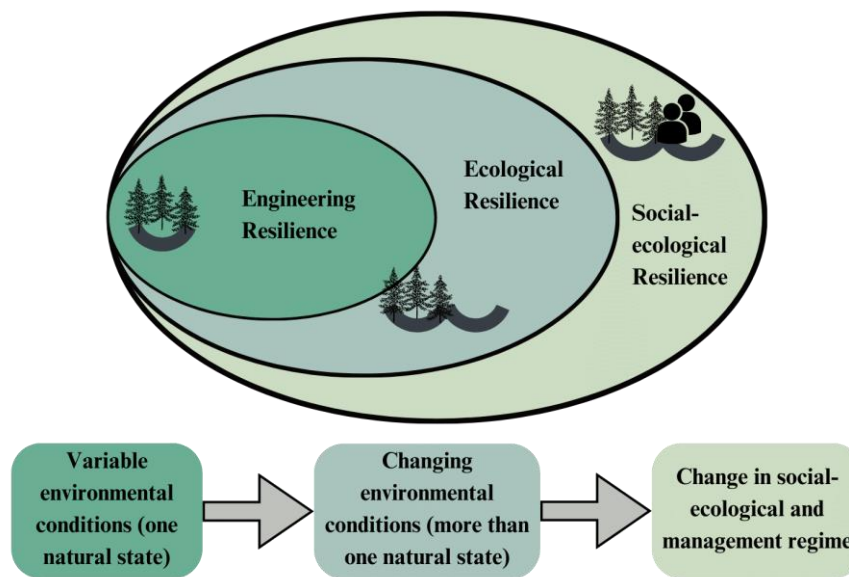 Engineering
Resilience
Ecological
Resilience
Social-
ecological
Resilience
Variable
environmental
conditions (one
natural state)
Changing
environmental
conditions (more than
one natural state)
Change in social-
ecological and
management regime